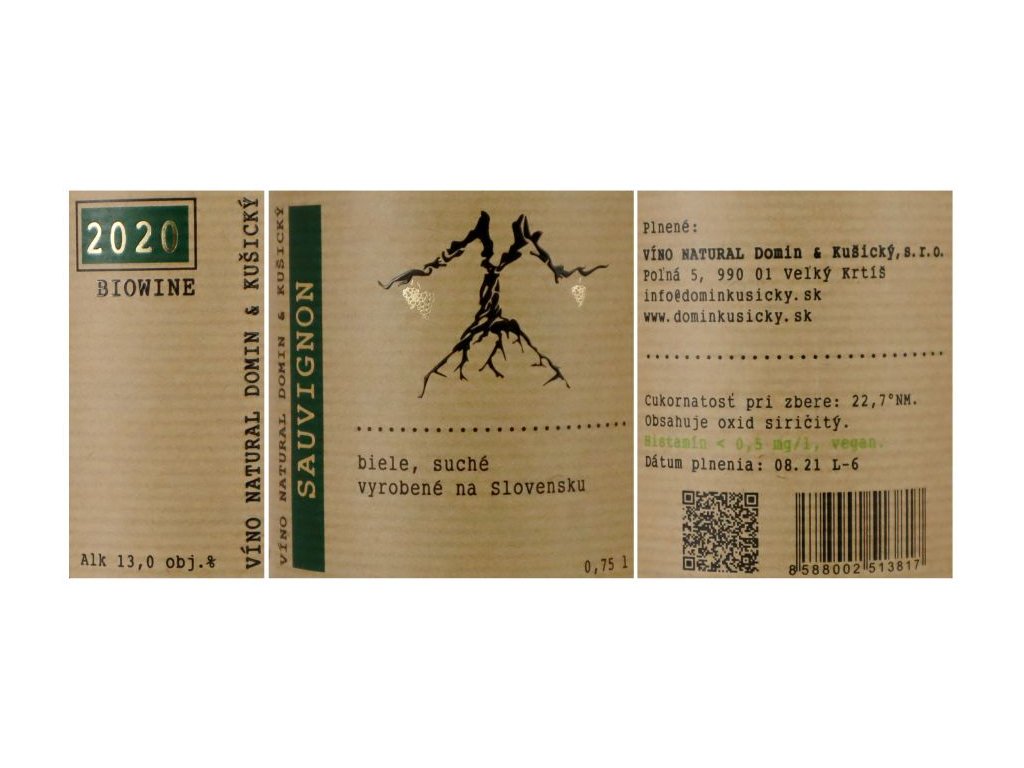 2020
BIOWINE
VÍNO NATURAL DOMIN & KUŠICKÝ
Alk 13,0 obj.%
VÍNO NATURAL DOMIN & KUŠICKÝ
SAUVIGNON
biele, suché
vyrobené na Slovensku
0,75 l
Plnené:
VÍNO NATURAL Domin & Kušický,s.r.o.
Poľná 5, 990 01 Veľký Krtíš
info@dominkusicky.sk
www.dominkusicky.sk
Cukornatosť pri zbere: 22,7°NM.
Obsahuje oxid siričitý.
Histamín < 0,5 mg/l, vegan.
Dátum plnenia: 08.21 L-6
8 588002 513817